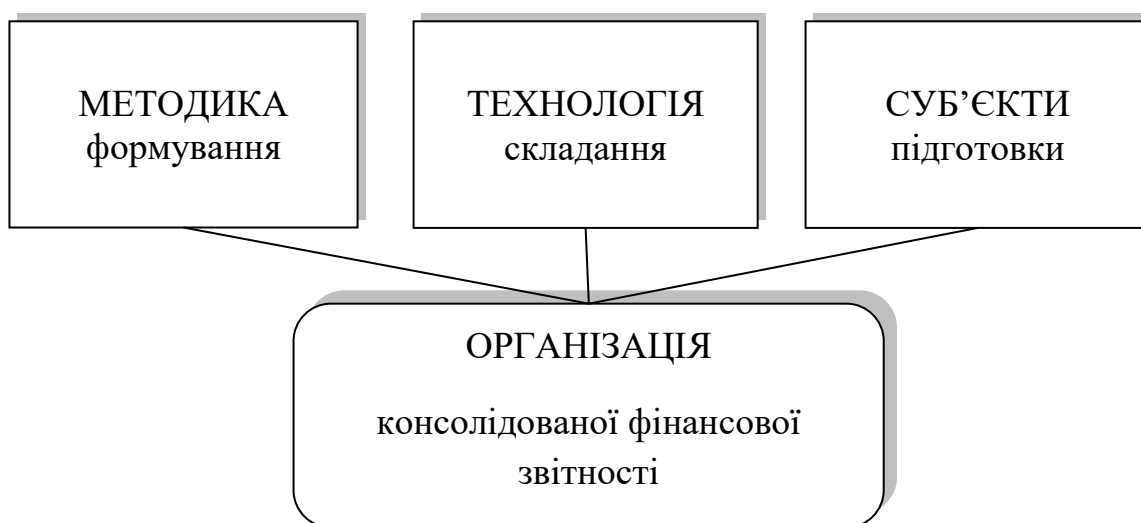 МЕТОДИКА
формування
ТЕХНОЛОГІЯ
складання
СУБ’ЄКТИ
підготовки
ОРГАНІЗАЦІЯ
консолідованої фінансової
звітності